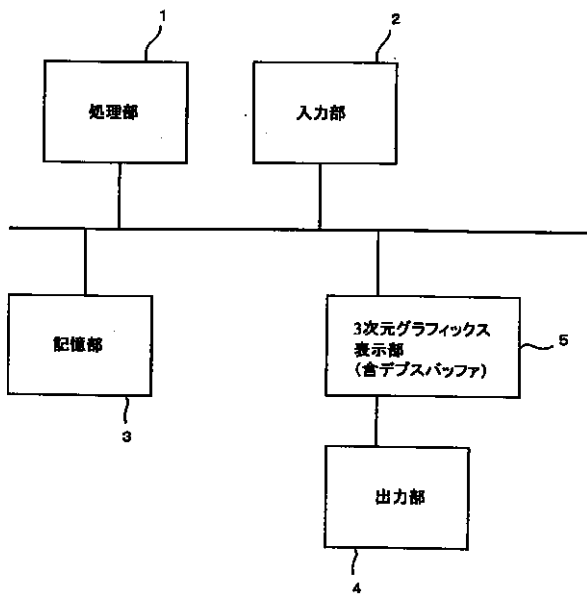 1
2
処理部
入力部
記憶部
3
3次元グラフィックス
表示部
(含デプスバッファ)
5
出力部
4